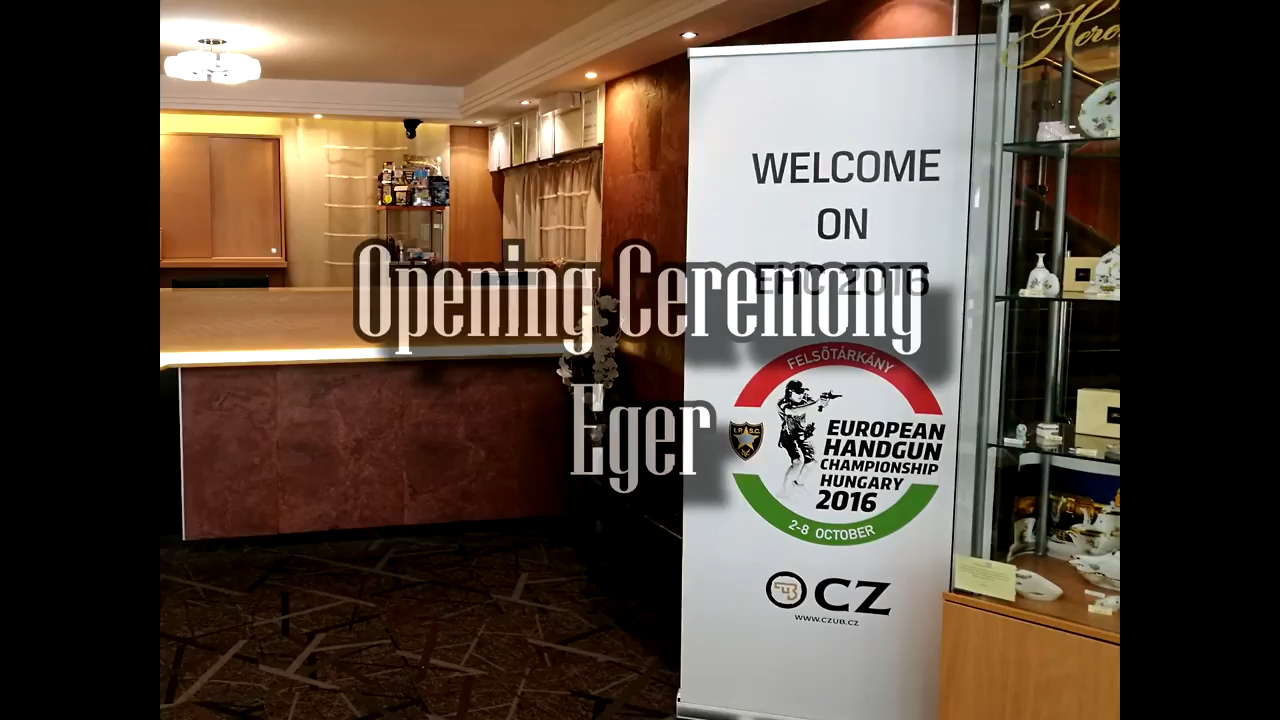 WELCOME
ON
EHC 2016
Opening Ceremony
Eger
FELSŐTÁRKÁNY
I.P.S.C.
EUROPEAN
HANDGUN
CHAMPIONSHIP
HUNGARY
2016
2-8 OCTOBER
CZ
WWW.CZUB.CZ